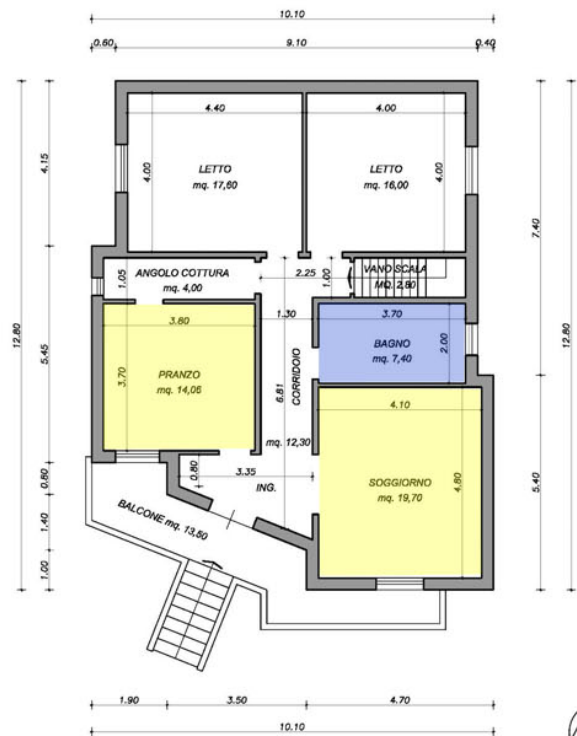 10.10
0.60
9.10
0.40
4.40
4.00
4.15
4.00
LETTO
mq. 17,60
LETTO
mq. 16,00
4.00
7.40
ANGOLO COTTURA
mq. 4,00
1.05
2.25
1.00
VANO SCALA
MQ. 2,80
12.80
5.45
3.80
1.30
3.70
12.80
PRANZO
mq. 14,06
3.70
CORRIDOIO
6.81
BAGNO
mq. 7,40
2.00
4.10
mq. 12,30
0.80
3.35
ING.
SOGGIORNO
mq. 19,70
4.80
5.40
0.80
BALCONE mq. 13,50
1.40
1.00
1.90
3.50
4.70
10.10